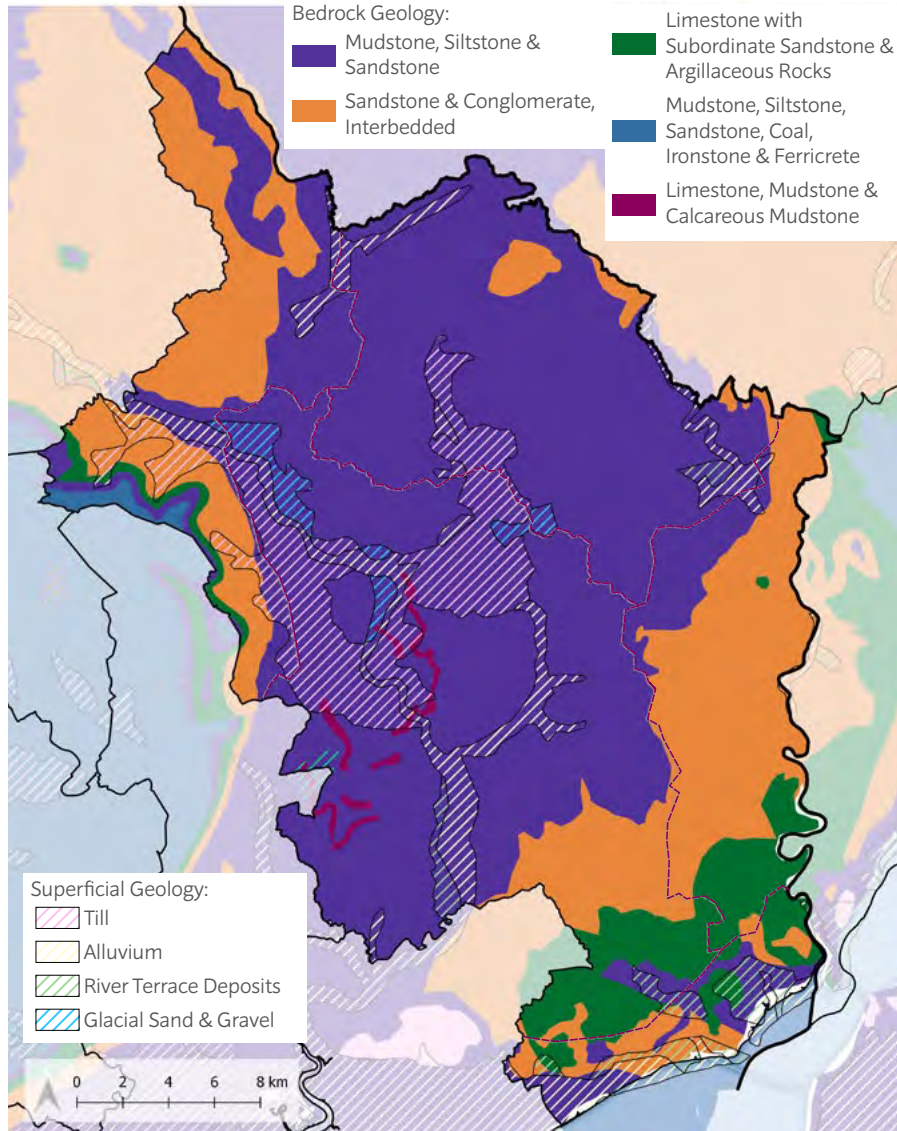 Bedrock Geology:
Mudstone, Siltstone &
Sandstone
Sandstone & Conglomerate,
Interbedded
Limestone with
Subordinate Sandstone &
Argillaceous Rocks
Mudstone, Siltstone,
Sandstone, Coal,
Ironstone & Ferricrete
Limestone, Mudstone &
Calcareous Mudstone
Superficial Geology:
Till
Alluvium
River Terrace Deposits
Glacial Sand & Gravel
0 2 4 6 8 km